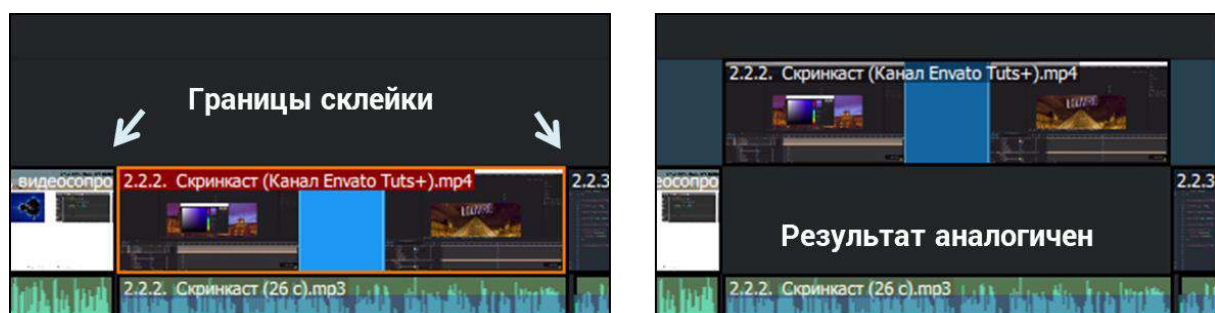 Границы склейки
, видеосопро
2.2.2. Скринкаст (Канал Envato Tuts+).mp4
2.2.3
2.2.2. Скринкаст (26 с).mp3
2.2.2. Скринкаст (Канал Envato Tuts+).mp4
еосопро
2.2.3
Результат аналогичен
2.2.2. Скринкаст (26 с).mp3